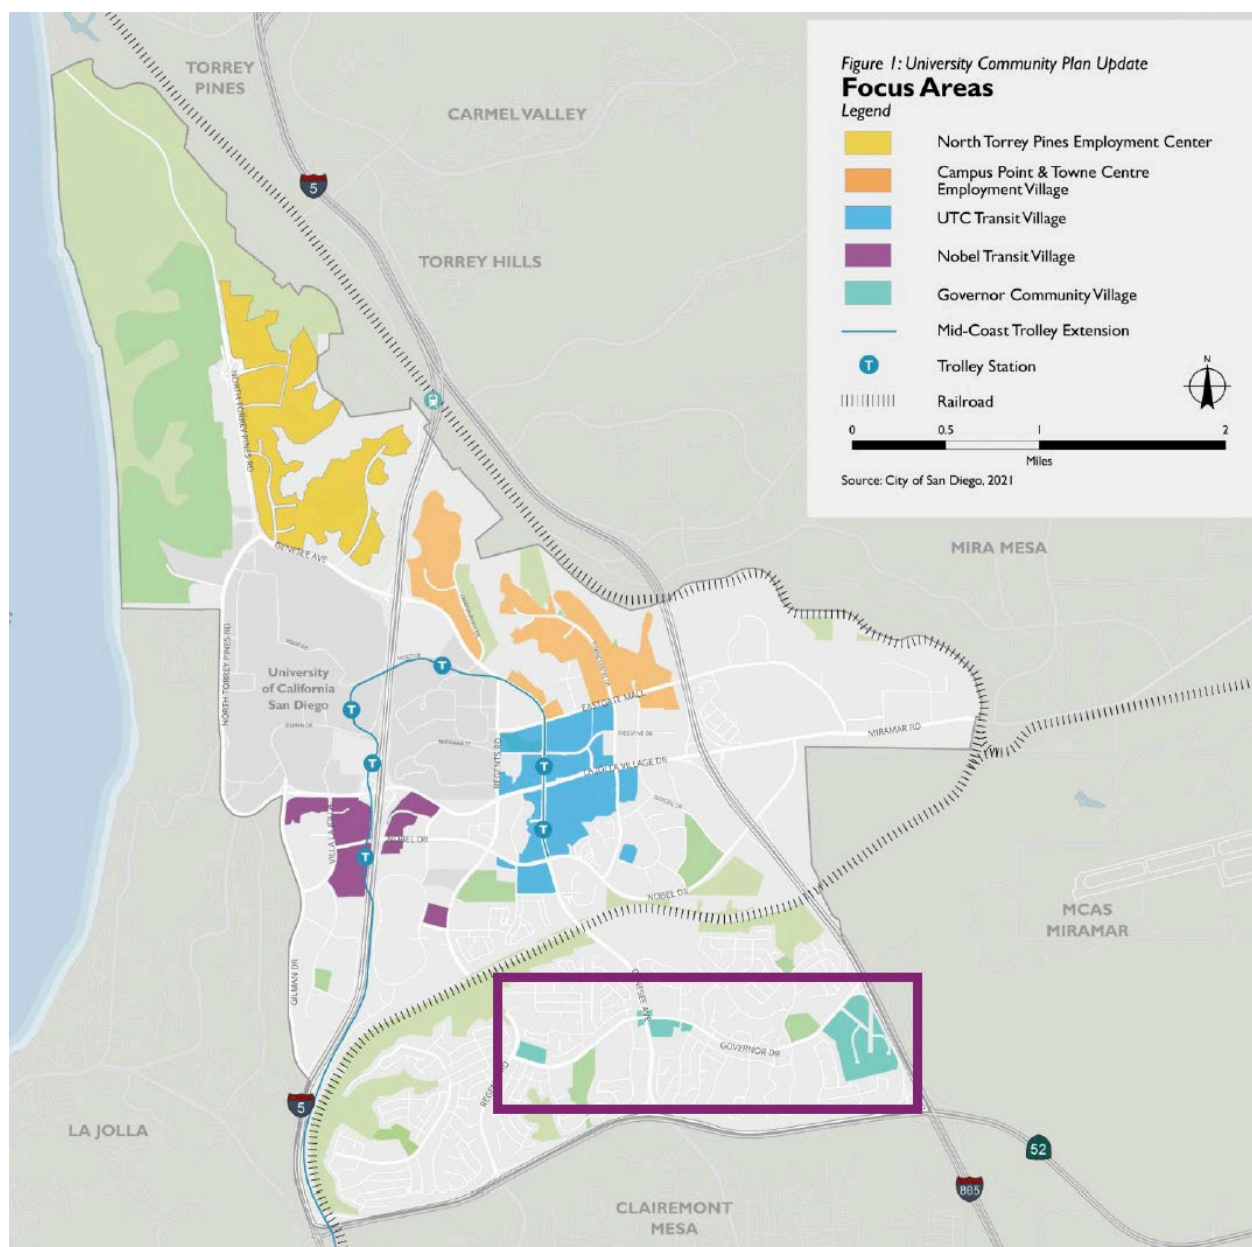 TORREY
PINES
CARMEL VALLEY
5
TORREY HILLS
Figure 1: University Community Plan Update
Focus Areas
Legend
North Torrey Pines Employment Center
Campus Point & Towne Centre
Employment Village
UTC Transit Village
Nobel Transit Village
Governor Community Village
Mid-Coast Trolley Extension
T
Trolley Station
Railroad
N
0 0.5 1 2
Miles
Source: City of San Diego, 2021
NORTH TORREY PINES RD
GENESEE AVE
MIRA MESA
NORTH TORREY PINES RD
University
of California
San Diego
T
T
T
EASTGATE MALL
MIRAMAR RD
REGENTS RD
LA JOLLA VILLAGE DR
T
T
T
NOBEL DR
NOBEL DR
MCAS
MIRAMAR
GILMAN DR
GENESEE AVE
GOVERNOR DR
5
LA JOLLA
52
805
CLAIREMONT
MESA